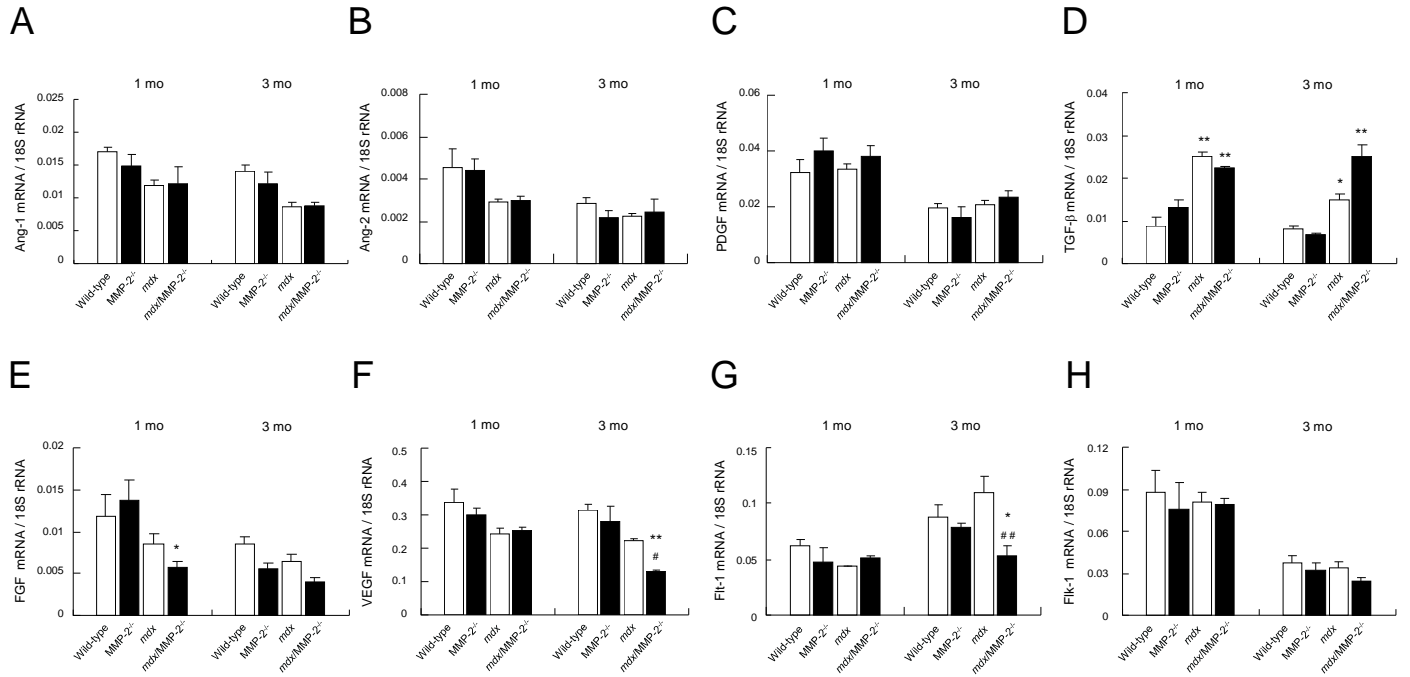 A
1 mo 3 mo
Ang-1 mRNA / 18S rRNA
0.025
0.02
0.015
0.01
0.005
0
Wild-type MMP-2-/- mdx mdx/MMP-2-/- Wild-type MMP-2-/- mdx mdx/MMP-2-/-
B
1 mo 3 mo
Ang-2 mRNA / 18S rRNA
0.008
0.006
0.004
0.002
0
Wild-type MMP-2-/- mdx mdx/MMP-2-/- Wild-type MMP-2-/- mdx mdx/MMP-2-/-
C
1 mo 3 mo
PDGF mRNA / 18S rRNA
0.06
0.04
0.02
0
Wild-type MMP-2-/- mdx mdx/MMP-2-/- Wild-type MMP-2-/- mdx mdx/MMP-2-/-
D
1 mo 3 mo
TGF-β mRNA / 18S rRNA
0.04
0.03
0.02
0.01
0
** ** * **
Wild-type MMP-2-/- mdx mdx/MMP-2-/- Wild-type MMP-2-/- mdx mdx/MMP-2-/-
E
1 mo 3 mo
FGF mRNA / 18S rRNA
0.02
0.015
0.01
0.005
0
*
Wild-type MMP-2-/- mdx mdx/MMP-2-/- Wild-type MMP-2-/- mdx mdx/MMP-2-/-
F
1 mo 3 mo
VEGF mRNA / 18S rRNA
0.5
0.4
0.3
0.2
0.1
0
**
#
Wild-type MMP-2-/- mdx mdx/MMP-2-/- Wild-type MMP-2-/- mdx mdx/MMP-2-/-
G
1 mo 3 mo
Flt-1 mRNA / 18S rRNA
0.15
0.1
0.05
0
*
##
Wild-type MMP-2-/- mdx mdx/MMP-2-/- Wild-type MMP-2-/- mdx mdx/MMP-2-/-
H
1 mo 3 mo
Flk-1 mRNA / 18S rRNA
0.12
0.09
0.06
0.03
0
Wild-type MMP-2-/- mdx mdx/MMP-2-/- Wild-type MMP-2-/- mdx mdx/MMP-2-/-